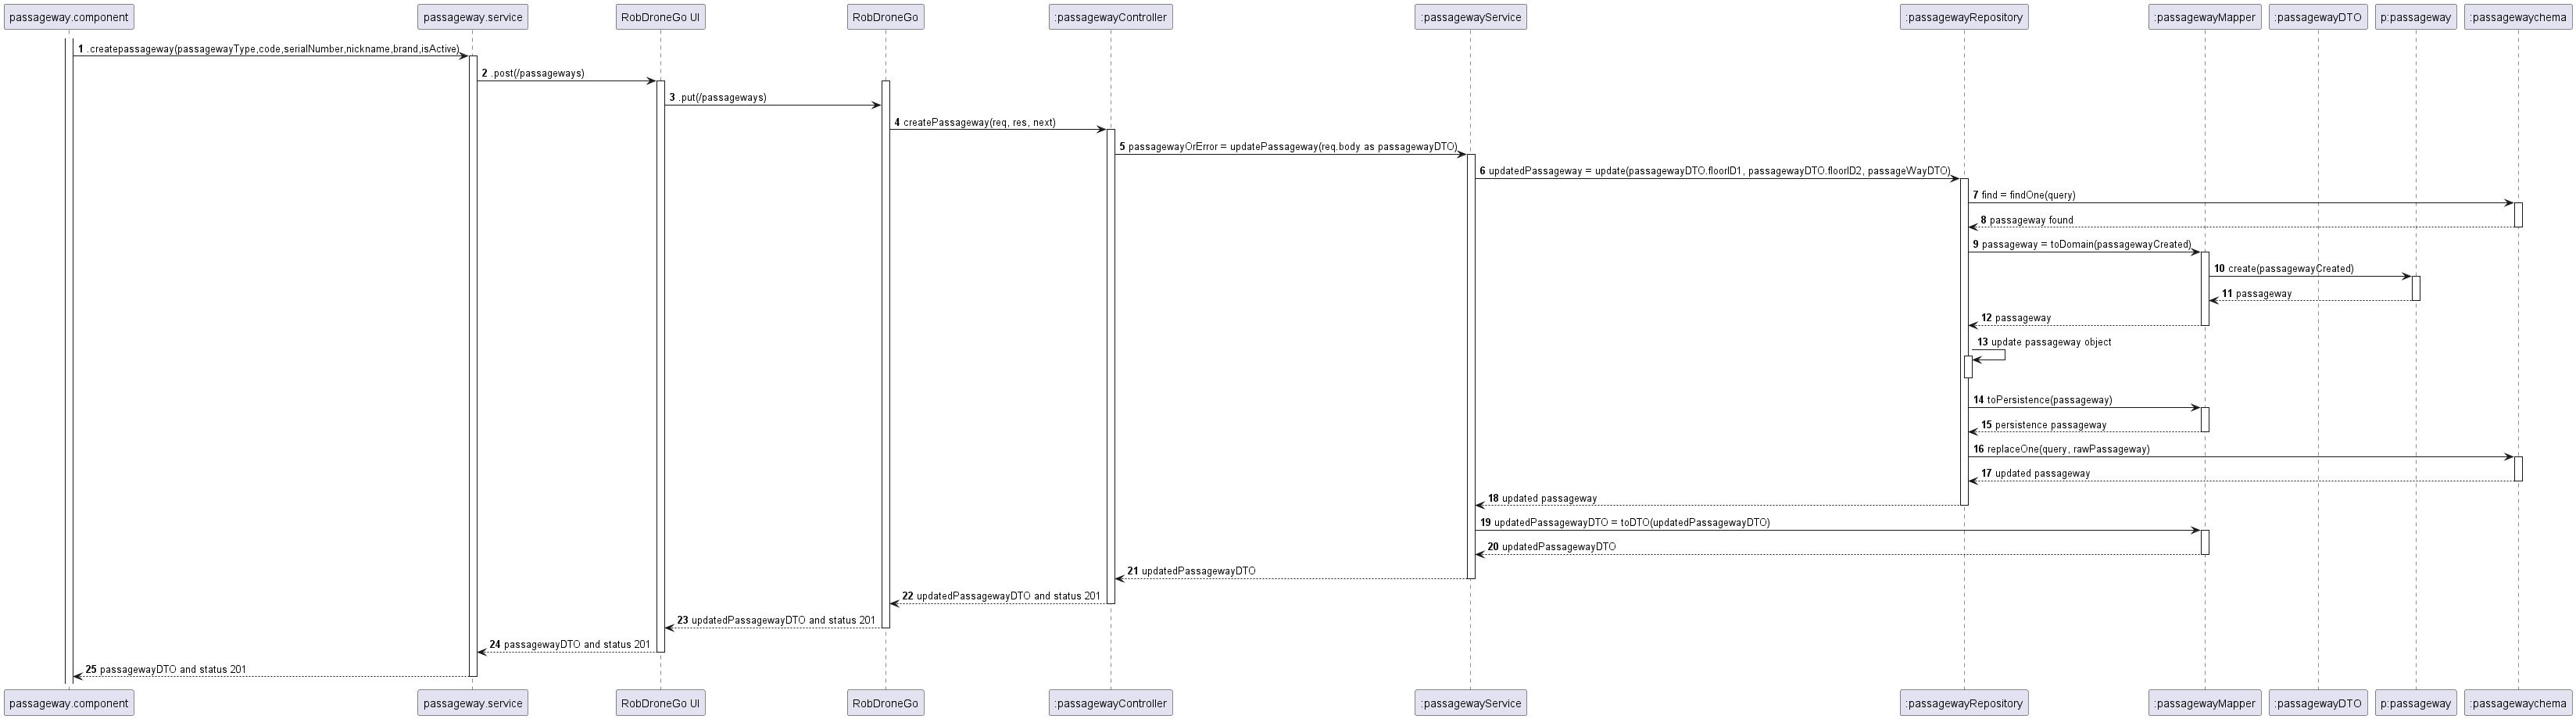 passageway.component
passageway.service
RobDroneGo UI
RobDroneGo
:passagewayController
:passagewayService
:passagewayRepository
:passagewayMapper
:passagewayDTO
p:passageway
:passagewaychema
1 .createpassageway(passagewayType,code,serialNumber,nickname,brand,isActive)
2 .post(/passageways)
3 .put(/passageways)
4 createPassageway(req, res, next)
5 passagewayOrError = updatePassageway(req.body as passagewayDTO)
6 updatedPassageway = update(passagewayDTO.floorID1, passagewayDTO.floorID2, passageWayDTO)
7 find = findOne(query)
8 passageway found
9 passageway = toDomain(passagewayCreated)
10 create(passagewayCreated)
11 passageway
12 passageway
13 update passageway object
14 toPersistence(passageway)
15 persistence passageway
16 replaceOne(query, rawPassageway)
17 updated passageway
18 updated passageway
19 updatedPassagewayDTO = toDTO(updatedPassagewayDTO)
20 updatedPassagewayDTO
21 updatedPassagewayDTO
22 updatedPassagewayDTO and status 201
23 updatedPassagewayDTO and status 201
24 passagewayDTO and status 201
25 passagewayDTO and status 201
passageway.component
passageway.service
RobDroneGo UI
RobDroneGo
:passagewayController
:passagewayService
:passagewayRepository
:passagewayMapper
:passagewayDTO
p:passageway
:passagewaychema